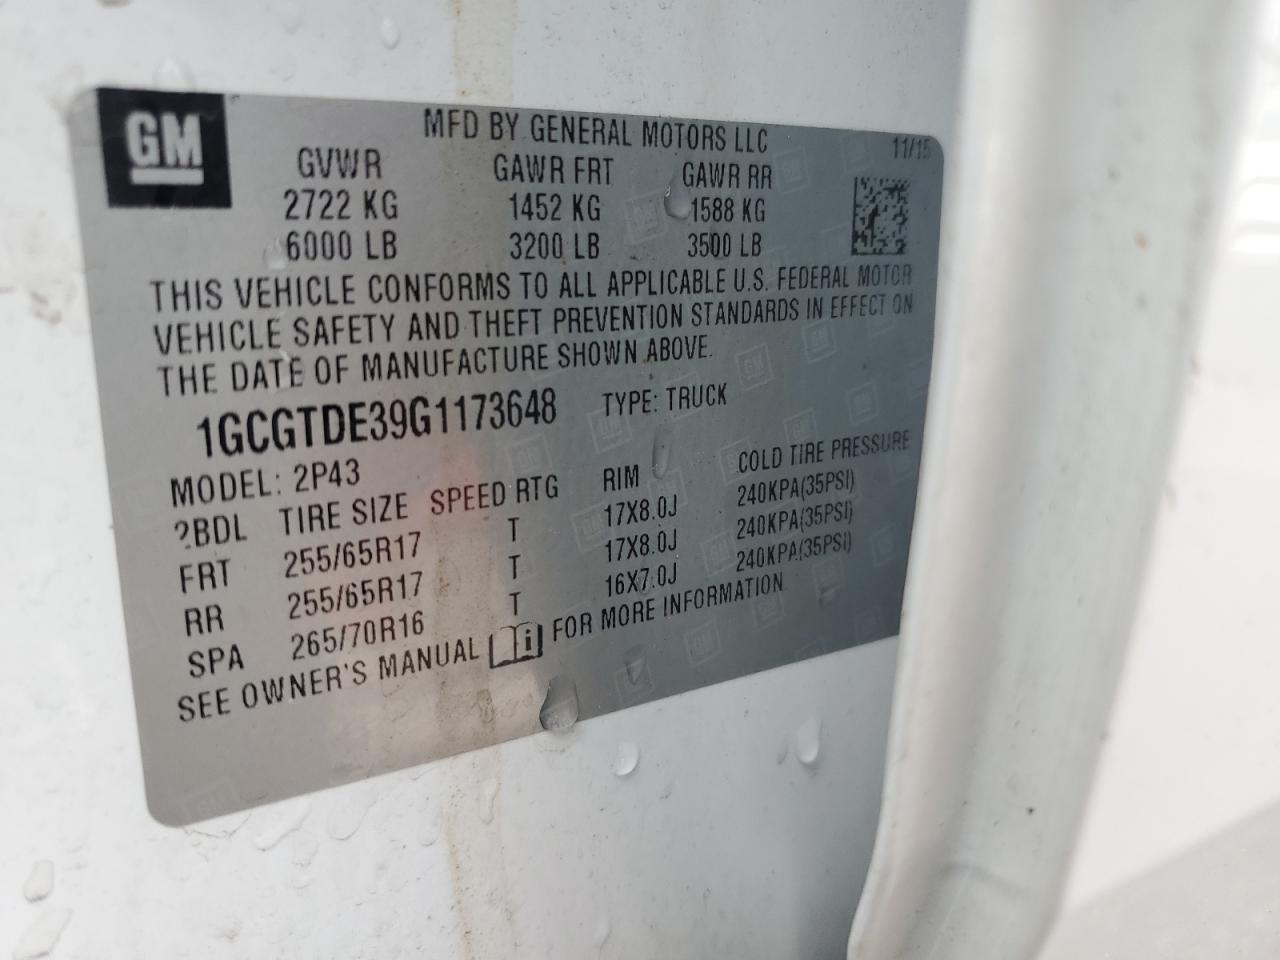 GM
MFD BY GENERAL MOTORS LLC
11/15
GVWR GAWR FRT GAWR RR
2722 KG 1452 KG 1588 KG
6000 LB 3200 LB 3500 LB
THIS VEHICLE CONFORMS TO ALL APPLICABLE U.S. FEDERAL MOTOR
VEHICLE SAFETY AND THEFT PREVENTION STANDARDS IN EFFECT ON
THE DATE OF MANUFACTURE SHOWN ABOVE.
1GCGTDE39G1173648 TYPE: TRUCK
MODEL: 2P43
2BDL TIRE SIZE SPEED RTG RIM COLD TIRE PRESSURE
FRT 255/65R17 T 17X8.0J 240KPA(35PSI)
RR 255/65R17 T 17X8.0J 240KPA(35PSI)
SPA 265/70R16 T 16X7.0J 240KPA(35PSI)
SEE OWNER'S MANUAL i FOR MORE INFORMATION